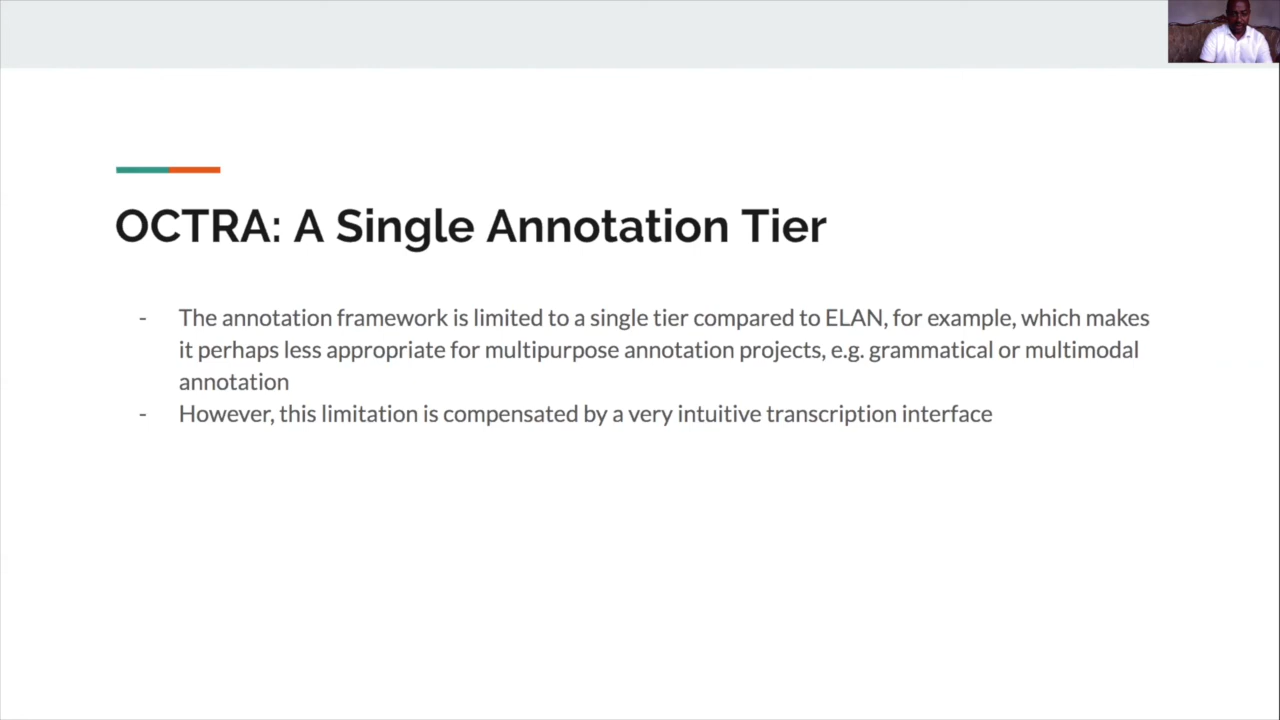 OCTRA: A Single Annotation Tier
- The annotation framework is limited to a single tier compared to ELAN, for example, which makes
it perhaps less appropriate for multipurpose annotation projects, e.g. grammatical or multimodal
annotation
- However, this limitation is compensated by a very intuitive transcription interface